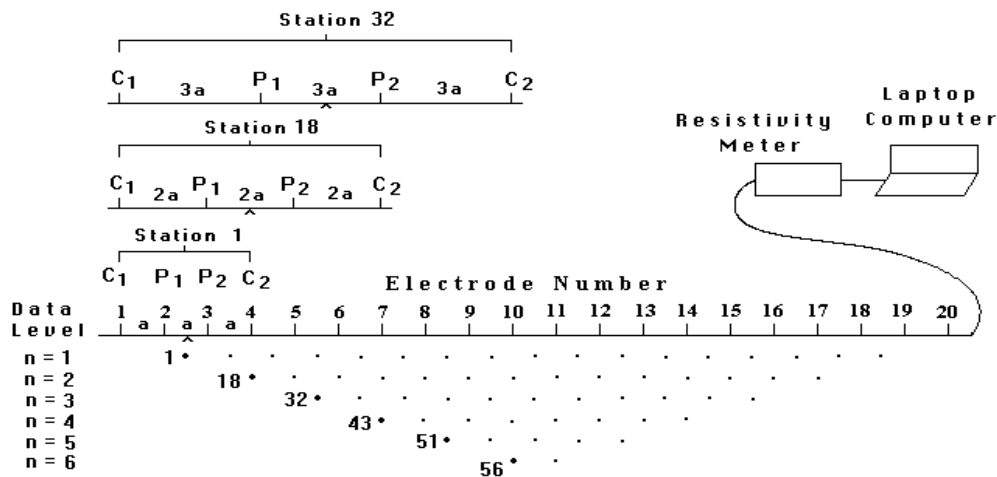 Station 32
C1 3a P1 3a P2 3a C2
Station 18
C1 2a P1 2a P2 2a C2
Station 1
C1 P1 P2 C2
Resistivity Meter
Laptop Computer
Electrode Number
Data Level
1 2 3 4 5 6 7 8 9 10 11 12 13 14 15 16 17 18 19 20
a a a
n = 1 1
n = 2 18
n = 3 32
n = 4 43
n = 5 51
n = 6 56